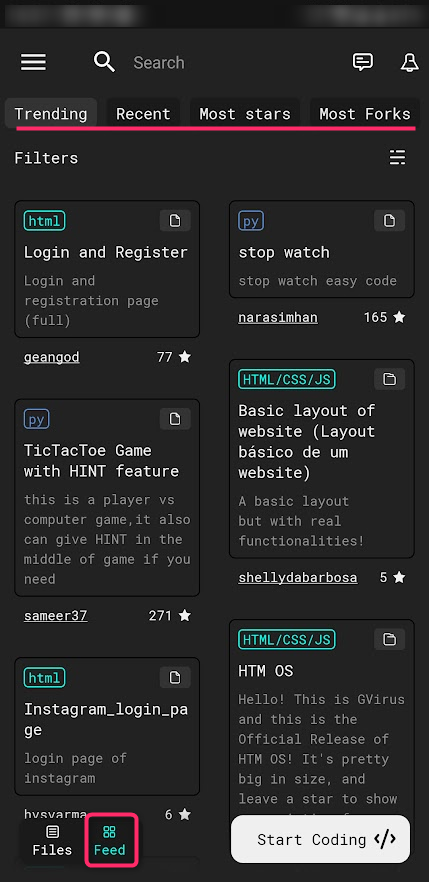 Search
Trending Recent Most stars Most Forks
Filters
html
Login and Register
Login and
registration page
(full)
geangod 77
py
TicTacToe Game
with HINT feature
this is a player vs
computer game,it also
can give HINT in the
middle of game if you
need
sameer37 271
html
Instagram_login_pa
ge
login page of
instagram
hysvarma 6
py
stop watch
stop watch easy code
narasimhan 165
HTML/CSS/JS
Basic layout of
website (Layout
básico de um
website)
A basic layout
but with real
functionalities!
shellydabarbosa 5
HTML/CSS/JS
HTM OS
Hello! This is GVirus
and this is the
Official Release of
HTM OS! It's pretty
big in size, and
leave a star to show
Files Feed
Start Coding </>